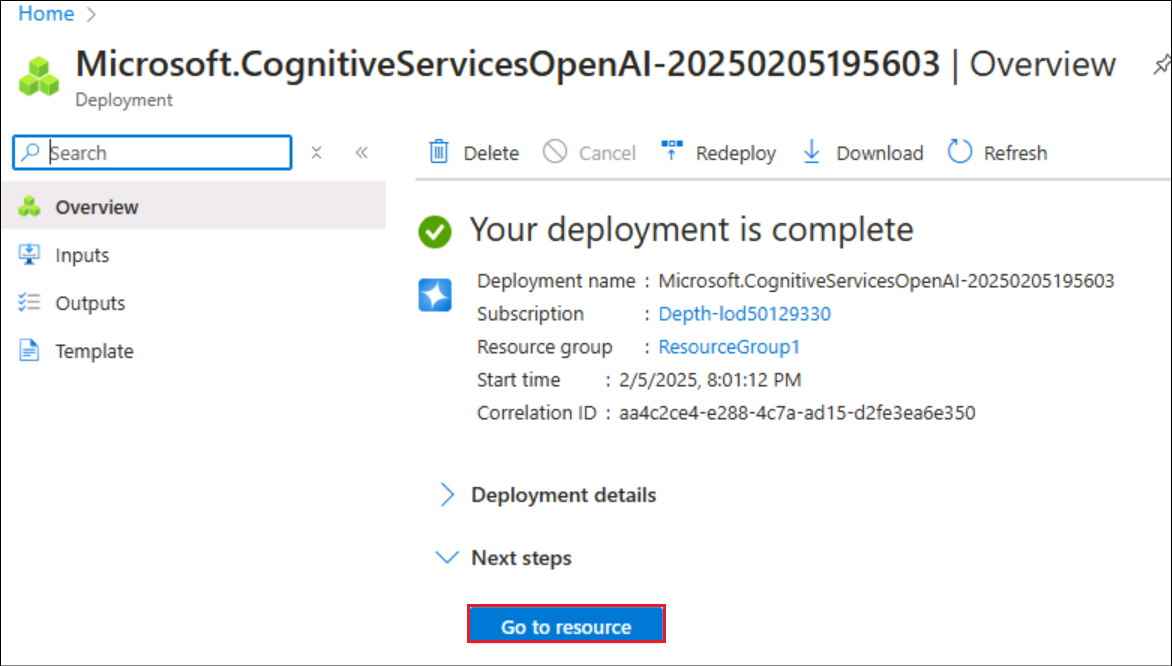 Home
Microsoft.CognitiveServicesOpenAI-20250205195603 | Overview
Deployment
Search
Delete Cancel Redeploy Download Refresh
Overview
Inputs
Outputs
Template
Your deployment is complete
Deployment name : Microsoft.CognitiveServicesOpenAI-20250205195603
Subscription : Depth-lod50129330
Resource group : ResourceGroup1
Start time : 2/5/2025, 8:01:12 PM
Correlation ID : aa4c2ce4-e288-4c7a-ad15-d2fe3ea6e350
Deployment details
Next steps
Go to resource